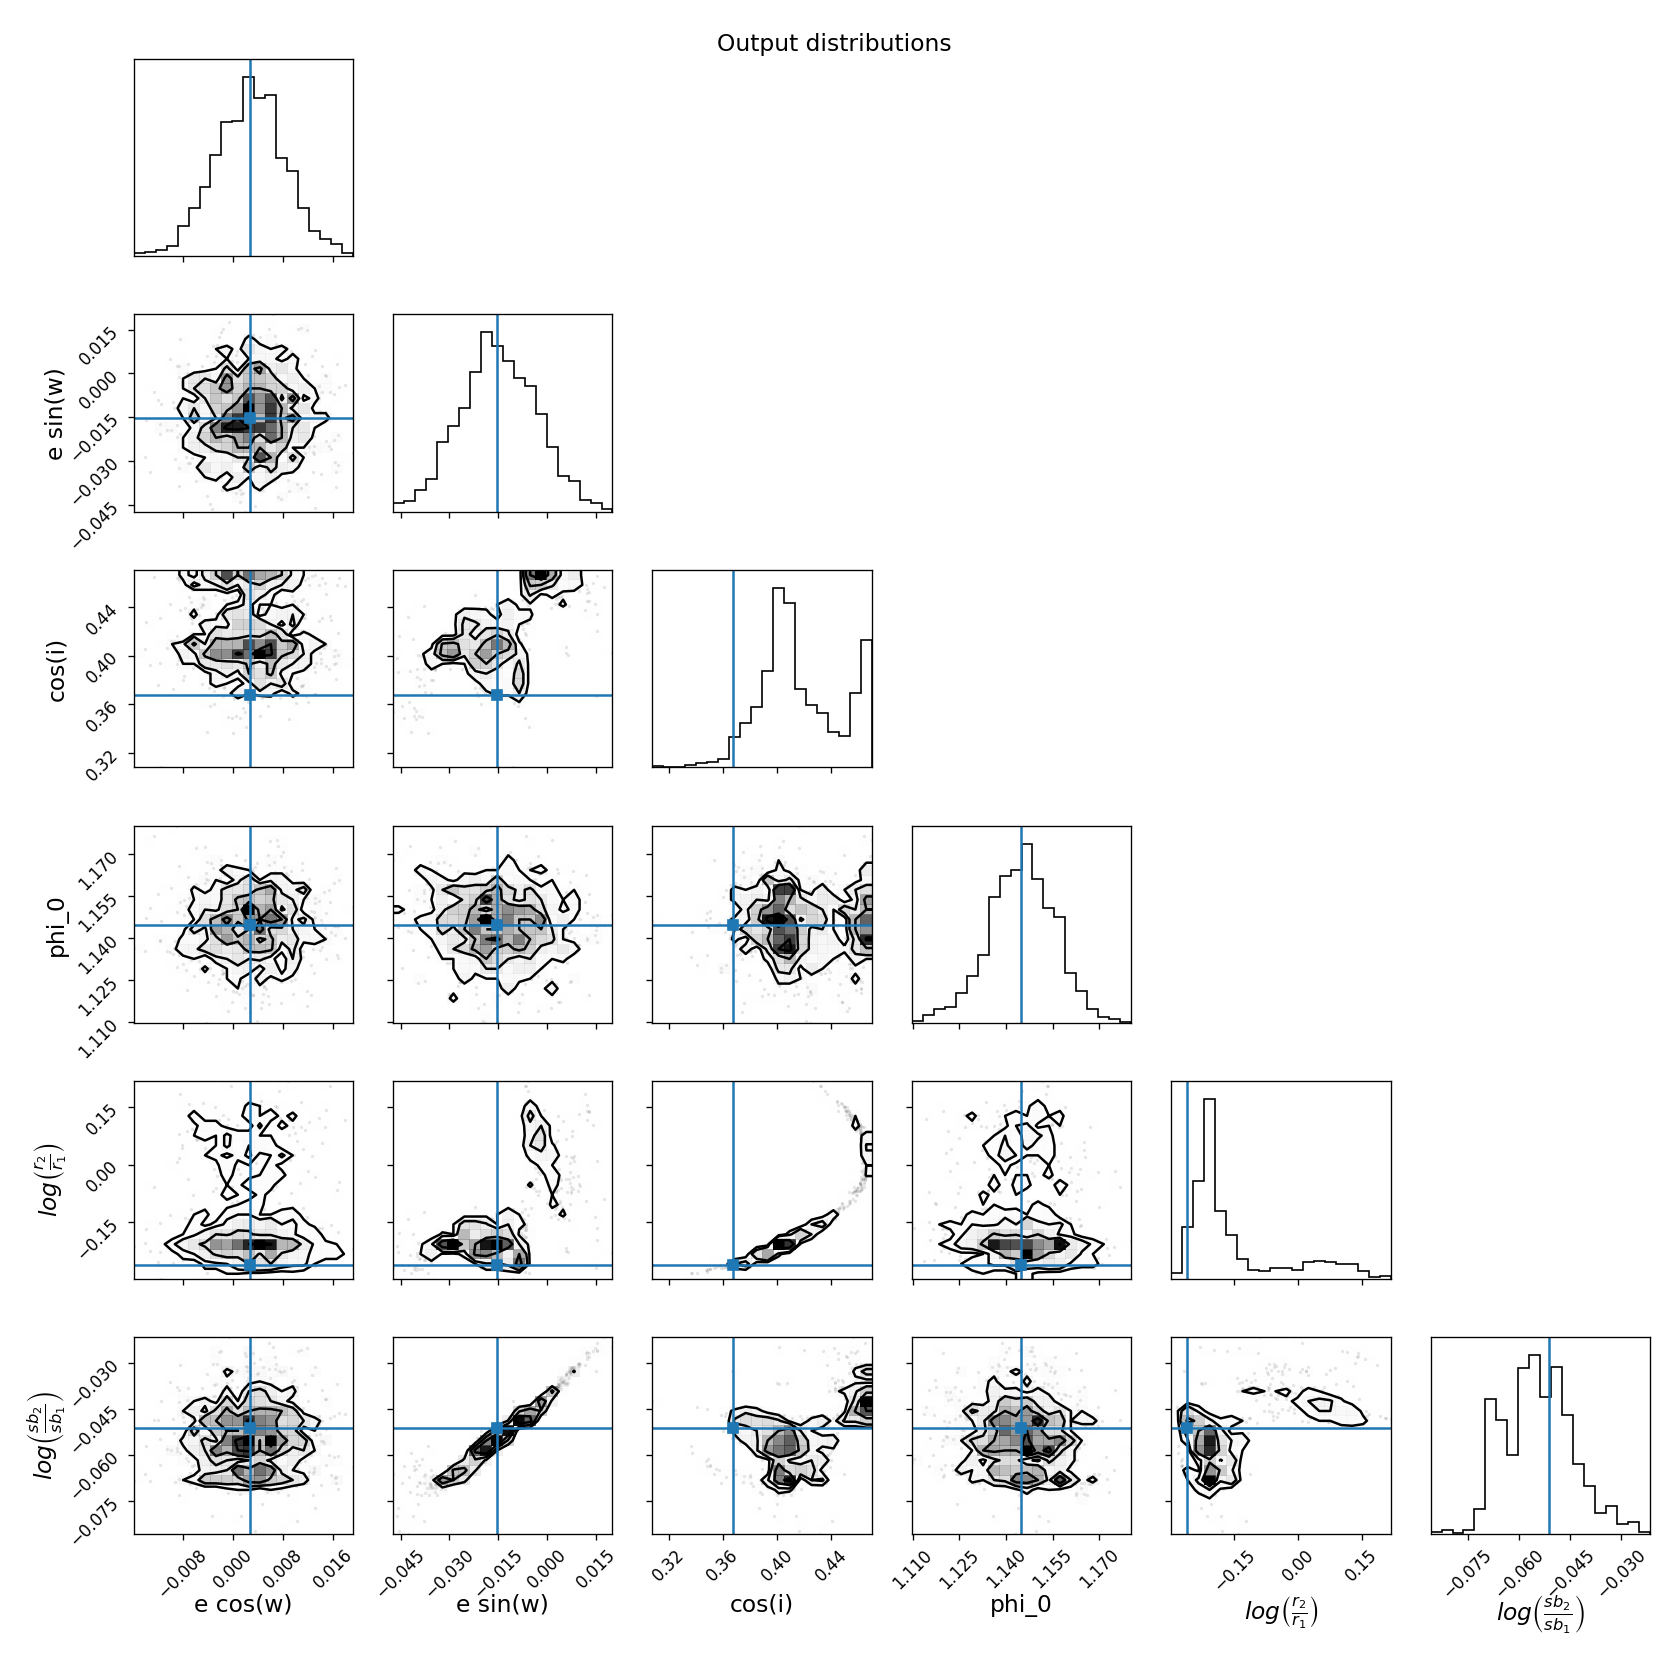 Output distributions
e sin(w)
0.015
0.000
−0.015
−0.030
−0.045
cos(i)
0.44
0.40
0.36
0.32
phi_0
1.170
1.155
1.140
1.125
1.110
log(r2/r1)
0.15
0.00
−0.15
log(sb2/sb1)
−0.030
−0.045
−0.060
−0.075
−0.008 0.000 0.008 0.016 −0.045 −0.030 −0.015 0.000 0.015 0.32 0.36 0.40 0.44 1.110 1.125 1.140 1.155 1.170 −0.15 0.00 0.15 −0.075 −0.060 −0.045 −0.030
e cos(w) e sin(w) cos(i) phi_0 log(r2/r1) log(sb2/sb1)